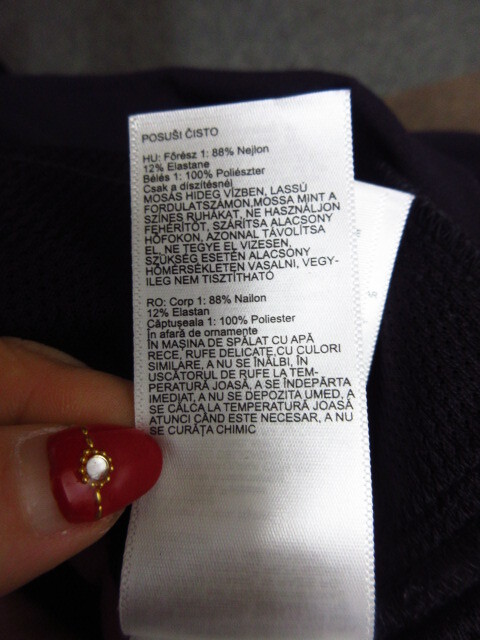 POSUŠI ČISTO
HU: Főrész 1: 88% Nejlon
12% Elastane
Bélés 1: 100% Poliészter
Csak a díszítésnél
MOSÁS HIDEG VÍZBEN, LASSÚ
FORDULATSZÁMON,MOSSA MINT A
SZÍNES RUHÁKAT, NE HASZNÁLJON
FEHÉRÍTŐT, SZÁRÍTSA ALACSONY
HŐFOKON, AZONNAL TÁVOLÍTSA
EL, NE TEGYE EL VIZESEN,
SZÜKSÉG ESETÉN ALACSONY
HŐMÉRSÉKLETEN VASALNI, VEGY-
ILEG NEM TISZTÍTHATÓ
RO: Corp 1: 88% Nailon
12% Elastan
Căptuşeala 1: 100% Poliester
În afară de ornamente
ÎN MAŞINA DE SPĂLAT,CU APĂ
RECE, RUFE DELICATE,CU CULORI
SIMILARE, A NU SE ÎNĂLBI, ÎN
USCĂTORUL DE RUFE LA TEM-
PERATURĂ JOASĂ, A SE ÎNDEPĂRTA
IMEDIAT, A NU SE DEPOZITA UMED, A
SE CĂLCA LA TEMPERATURĂ JOASĂ
ATUNCI CÂND ESTE NECESAR, A NU
SE CURĂŢA CHIMIC